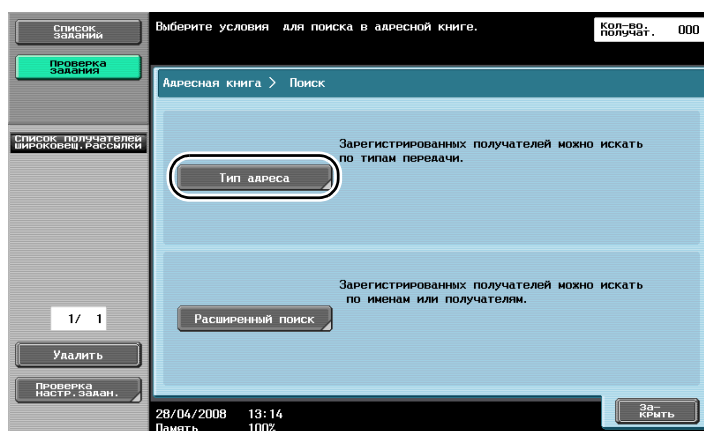 Список
заданий
Выберите условия для поиска в адресной книге.
Кол-во.
получат. 000
Проверка
задания
Адресная книга > Поиск
Список получателей
широковещ.рассылки
Зарегистрированных получателей можно искать
по типам передачи.
Тип адреса
Зарегистрированных получателей можно искать
по именам или получателям.
Расширенный поиск
1/ 1
Удалить
Проверка
настр.задан.
28/04/2008 13:14
Память 100%
За-
крыть